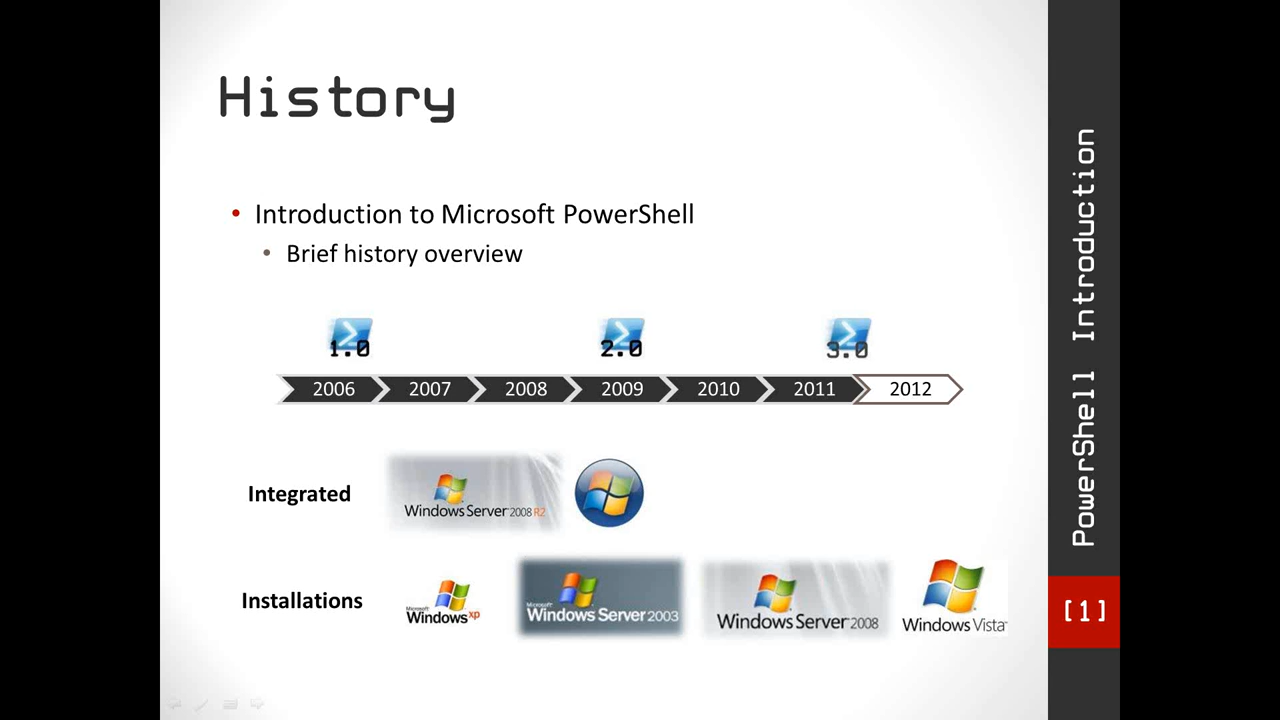 History
Introduction to Microsoft PowerShell
Brief history overview
1.0 2.0 3.0
2006 2007 2008 2009 2010 2011 2012
Integrated
Windows Server 2008 R2
Installations
Microsoft Windows xp
Microsoft Windows Server 2003
Windows Server 2008
Windows Vista
PowerShell Introduction
[1]